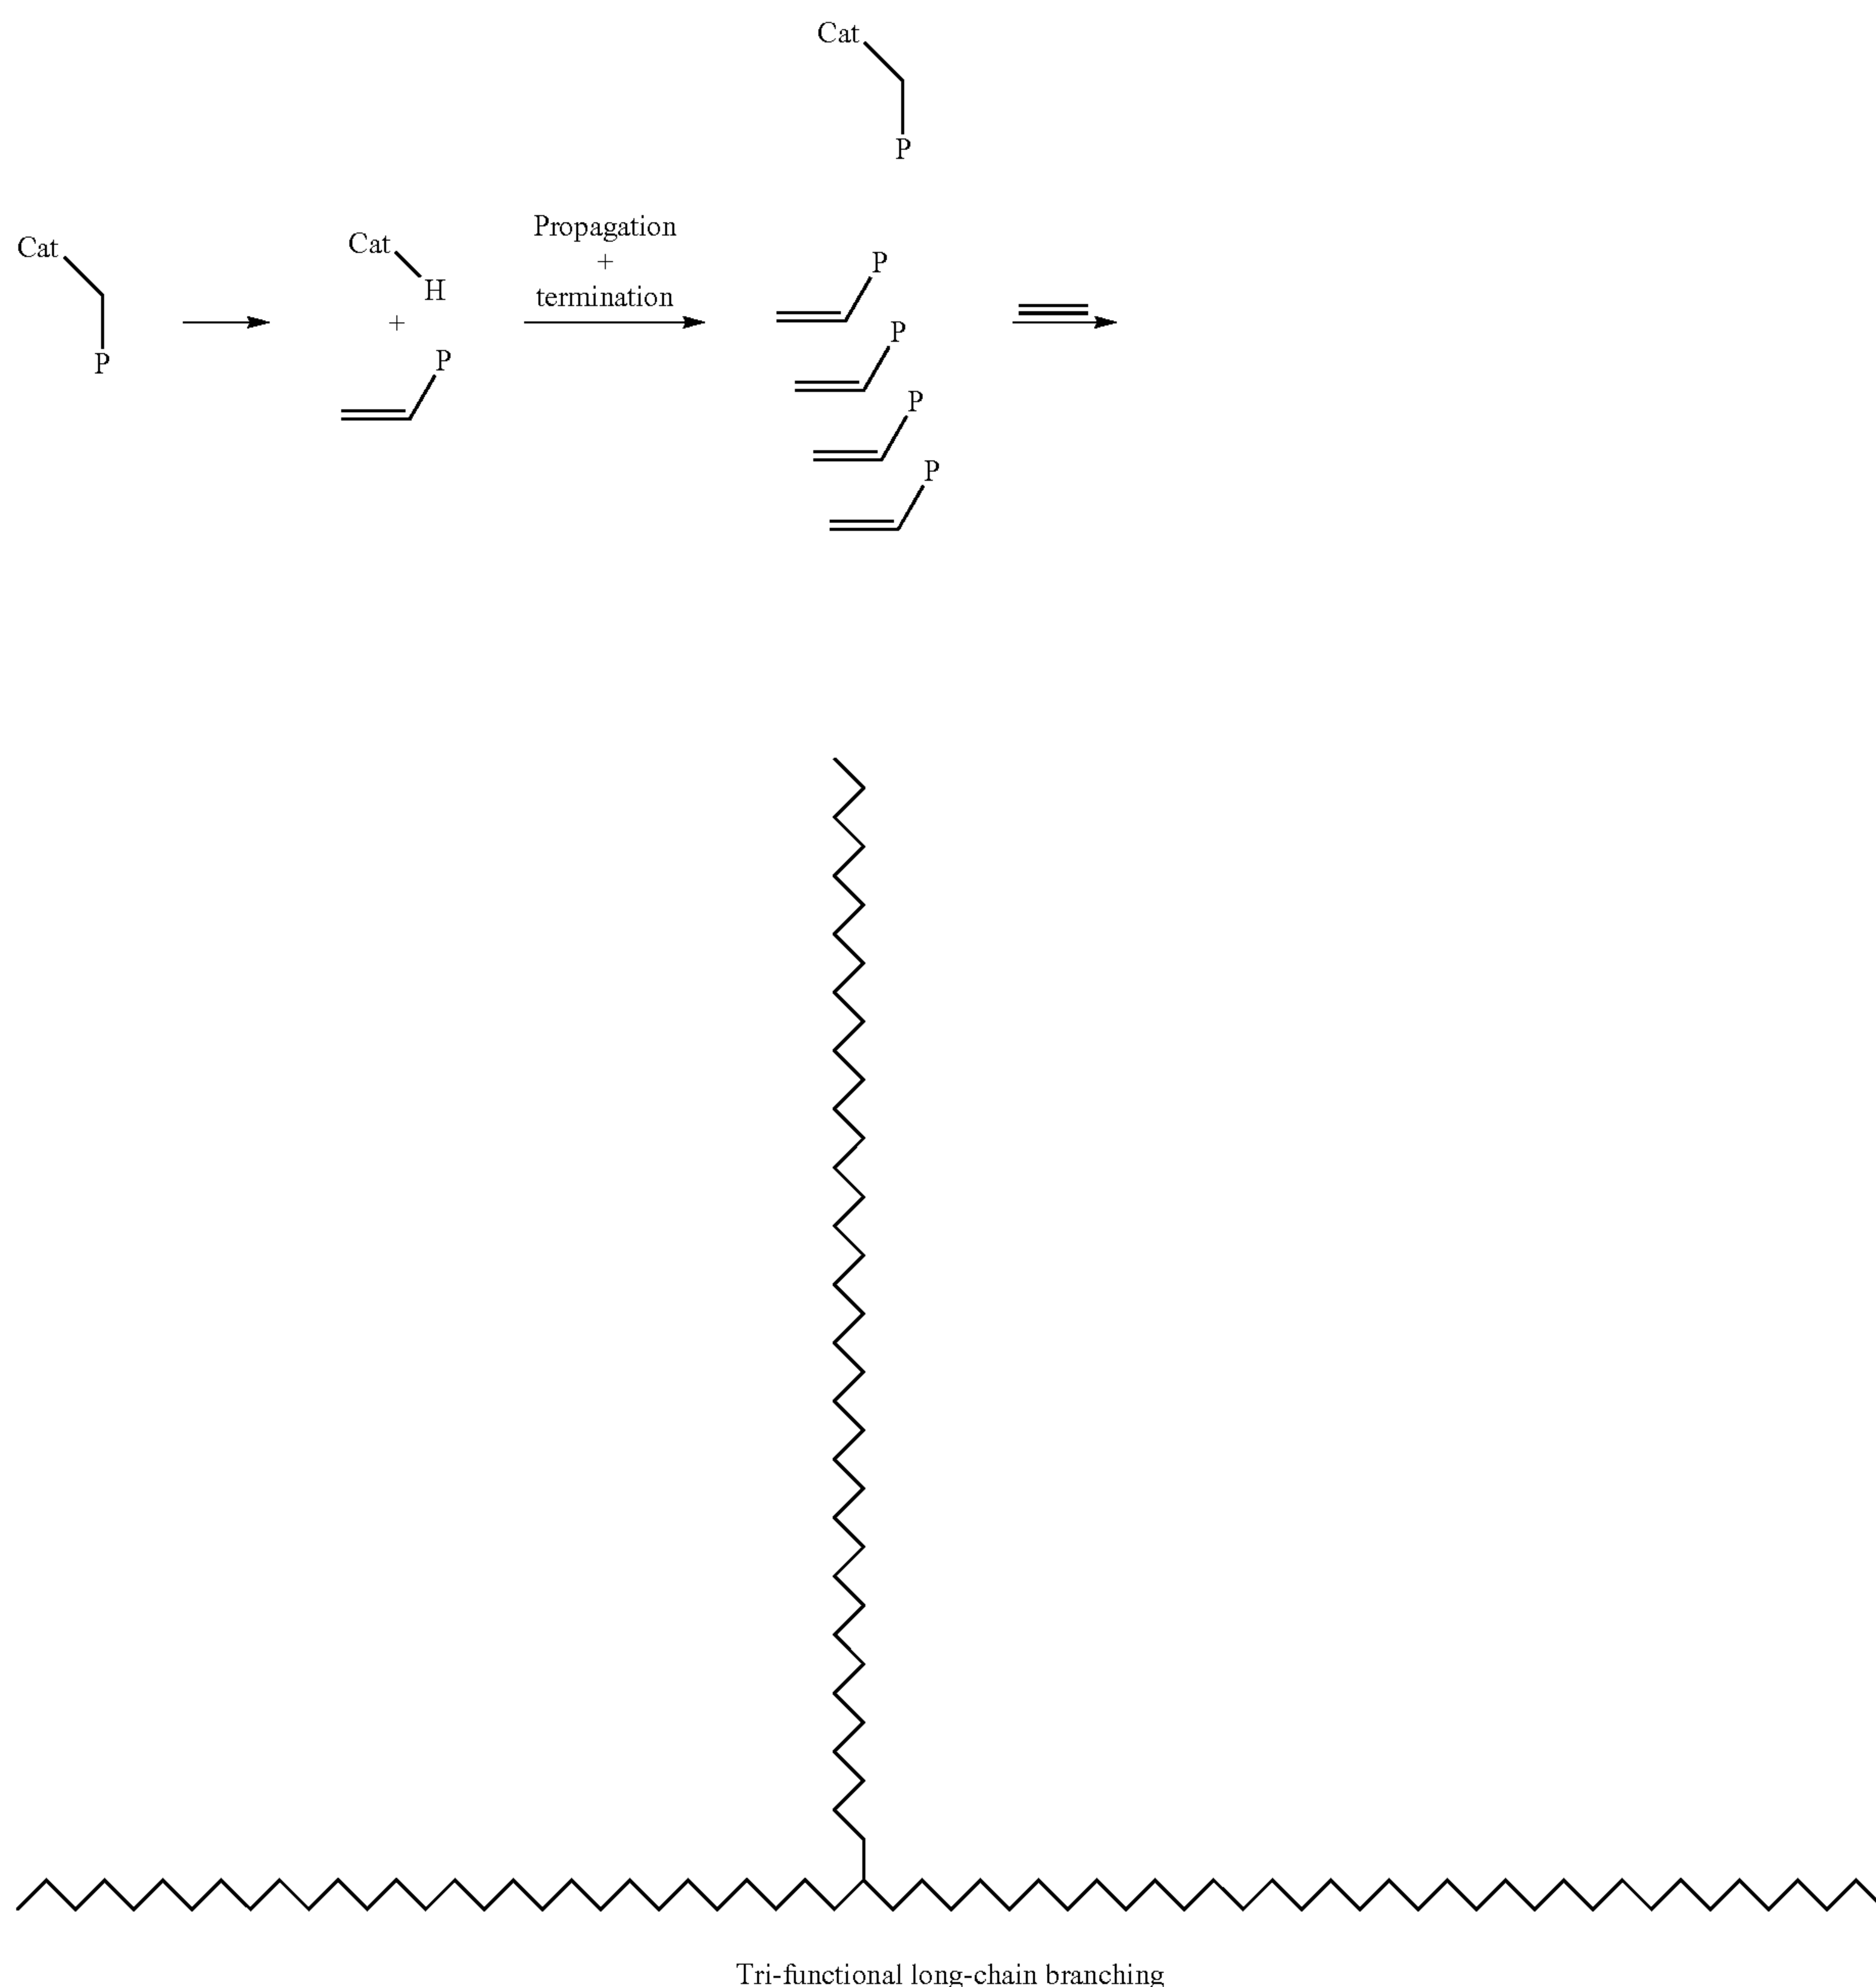 Cat
P
Cat
P
Cat
H
+
P
Propagation
+
termination
P
P
P
P
Tri-functional long-chain branching